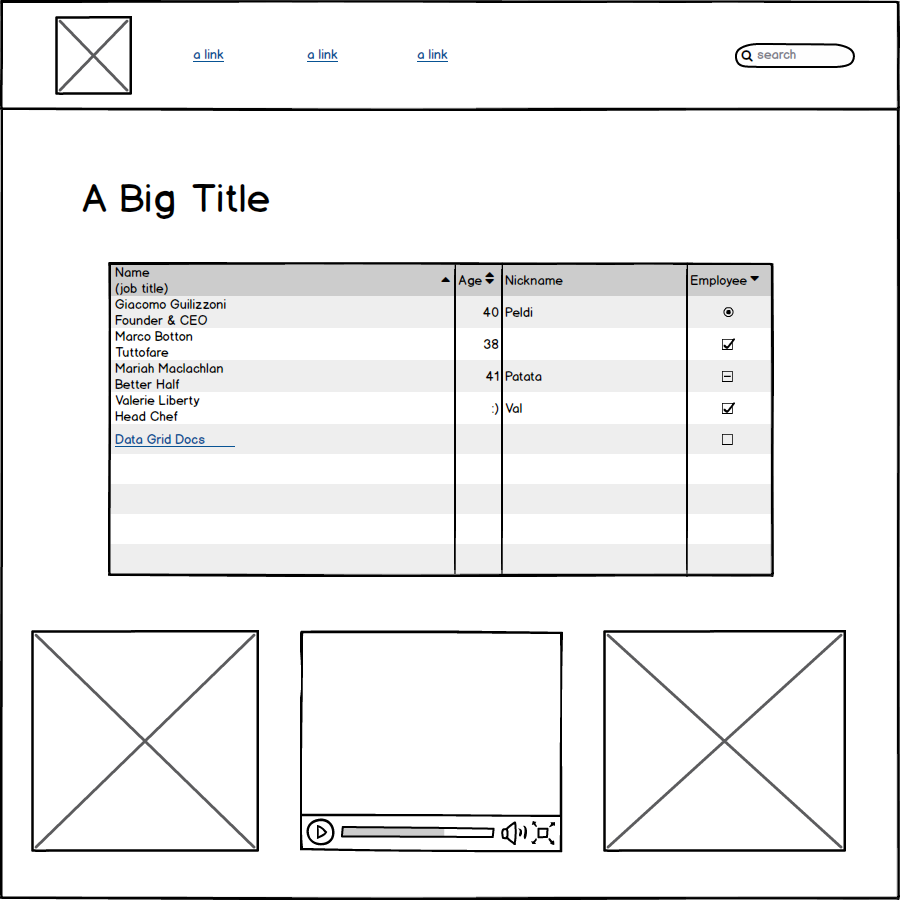 a link
a link
a link
search
A Big Title
Name
(job title)
Age
Nickname
Employee
Giacomo Guilizzoni
Founder & CEO
40
Peldi
Marco Botton
Tuttofare
38
Mariah Maclachlan
Better Half
41
Patata
Valerie Liberty
Head Chef
:)
Val
Data Grid Docs